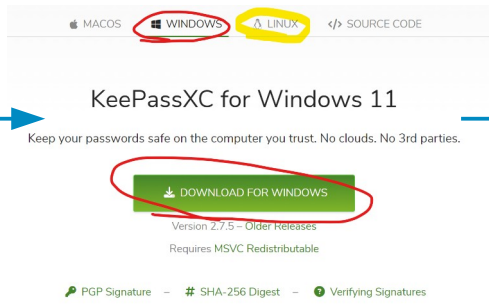 MACOS WINDOWS LINUX </> SOURCE CODE
KeePassXC for Windows 11
Keep your passwords safe on the computer you trust. No clouds. No 3rd parties.
DOWNLOAD FOR WINDOWS
Version 2.7.5 – Older Releases
Requires MSVC Redistributable
PGP Signature – # SHA-256 Digest – Verifying Signatures